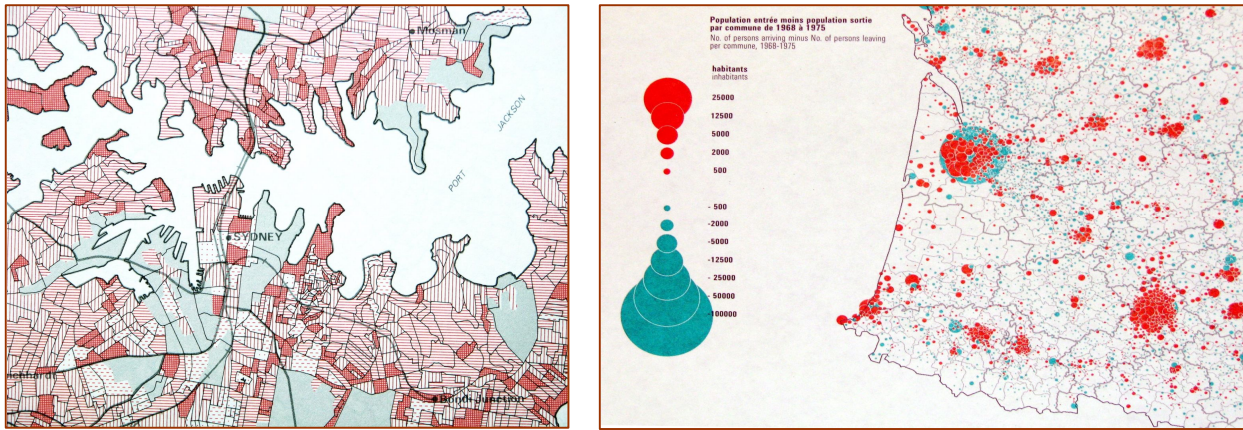 Mosman
JACKSON
PORT
SYDNEY
Bondi Junction
Population entrée moins population sortie
par commune de 1968 à 1975
No. of persons arriving minus No. of persons leaving
per commune, 1968-1975
habitants
inhabitants
25000
12500
5000
2000
500
- 500
-2000
-5000
-12500
- 25000
-50000
-100000